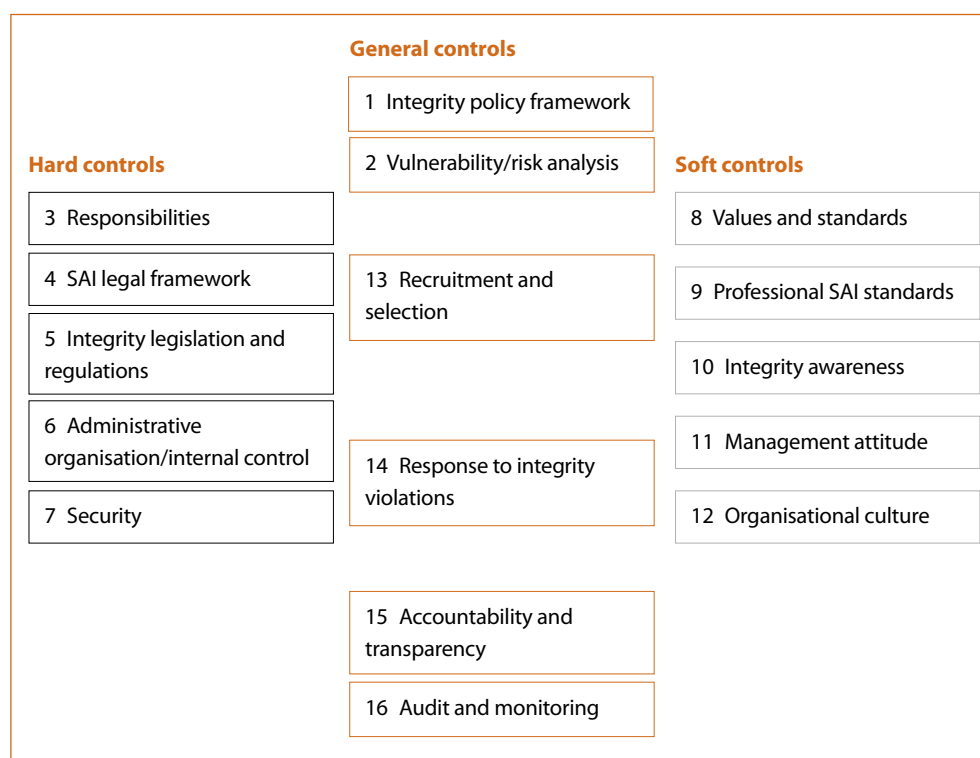 General controls
1 Integrity policy framework
2 Vulnerability/risk analysis
Hard controls
3 Responsibilities
4 SAI legal framework
5 Integrity legislation and
regulations
6 Administrative
organisation/internal control
7 Security
13 Recruitment and
selection
14 Response to integrity
violations
15 Accountability and
transparency
16 Audit and monitoring
Soft controls
8 Values and standards
9 Professional SAI standards
10 Integrity awareness
11 Management attitude
12 Organisational culture